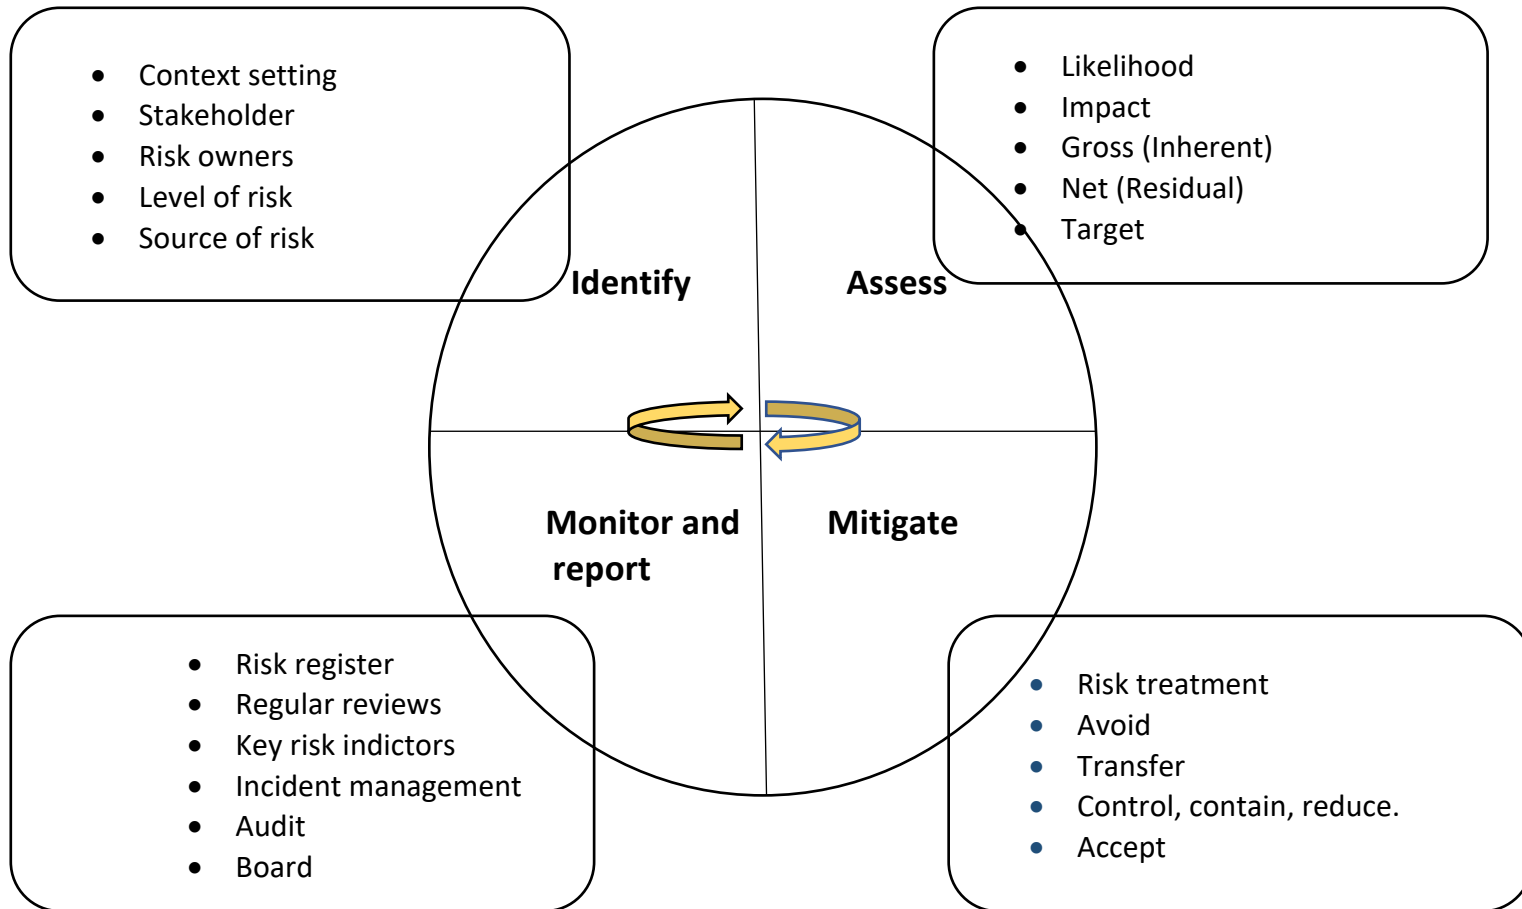 Context setting
Stakeholder
Risk owners
Level of risk
Source of risk
Likelihood
Impact
Gross (Inherent)
Net (Residual)
Target
Identify
Assess
Monitor and
report
Mitigate
Risk register
Regular reviews
Key risk indictors
Incident management
Audit
Board
Risk treatment
Avoid
Transfer
Control, contain, reduce.
Accept